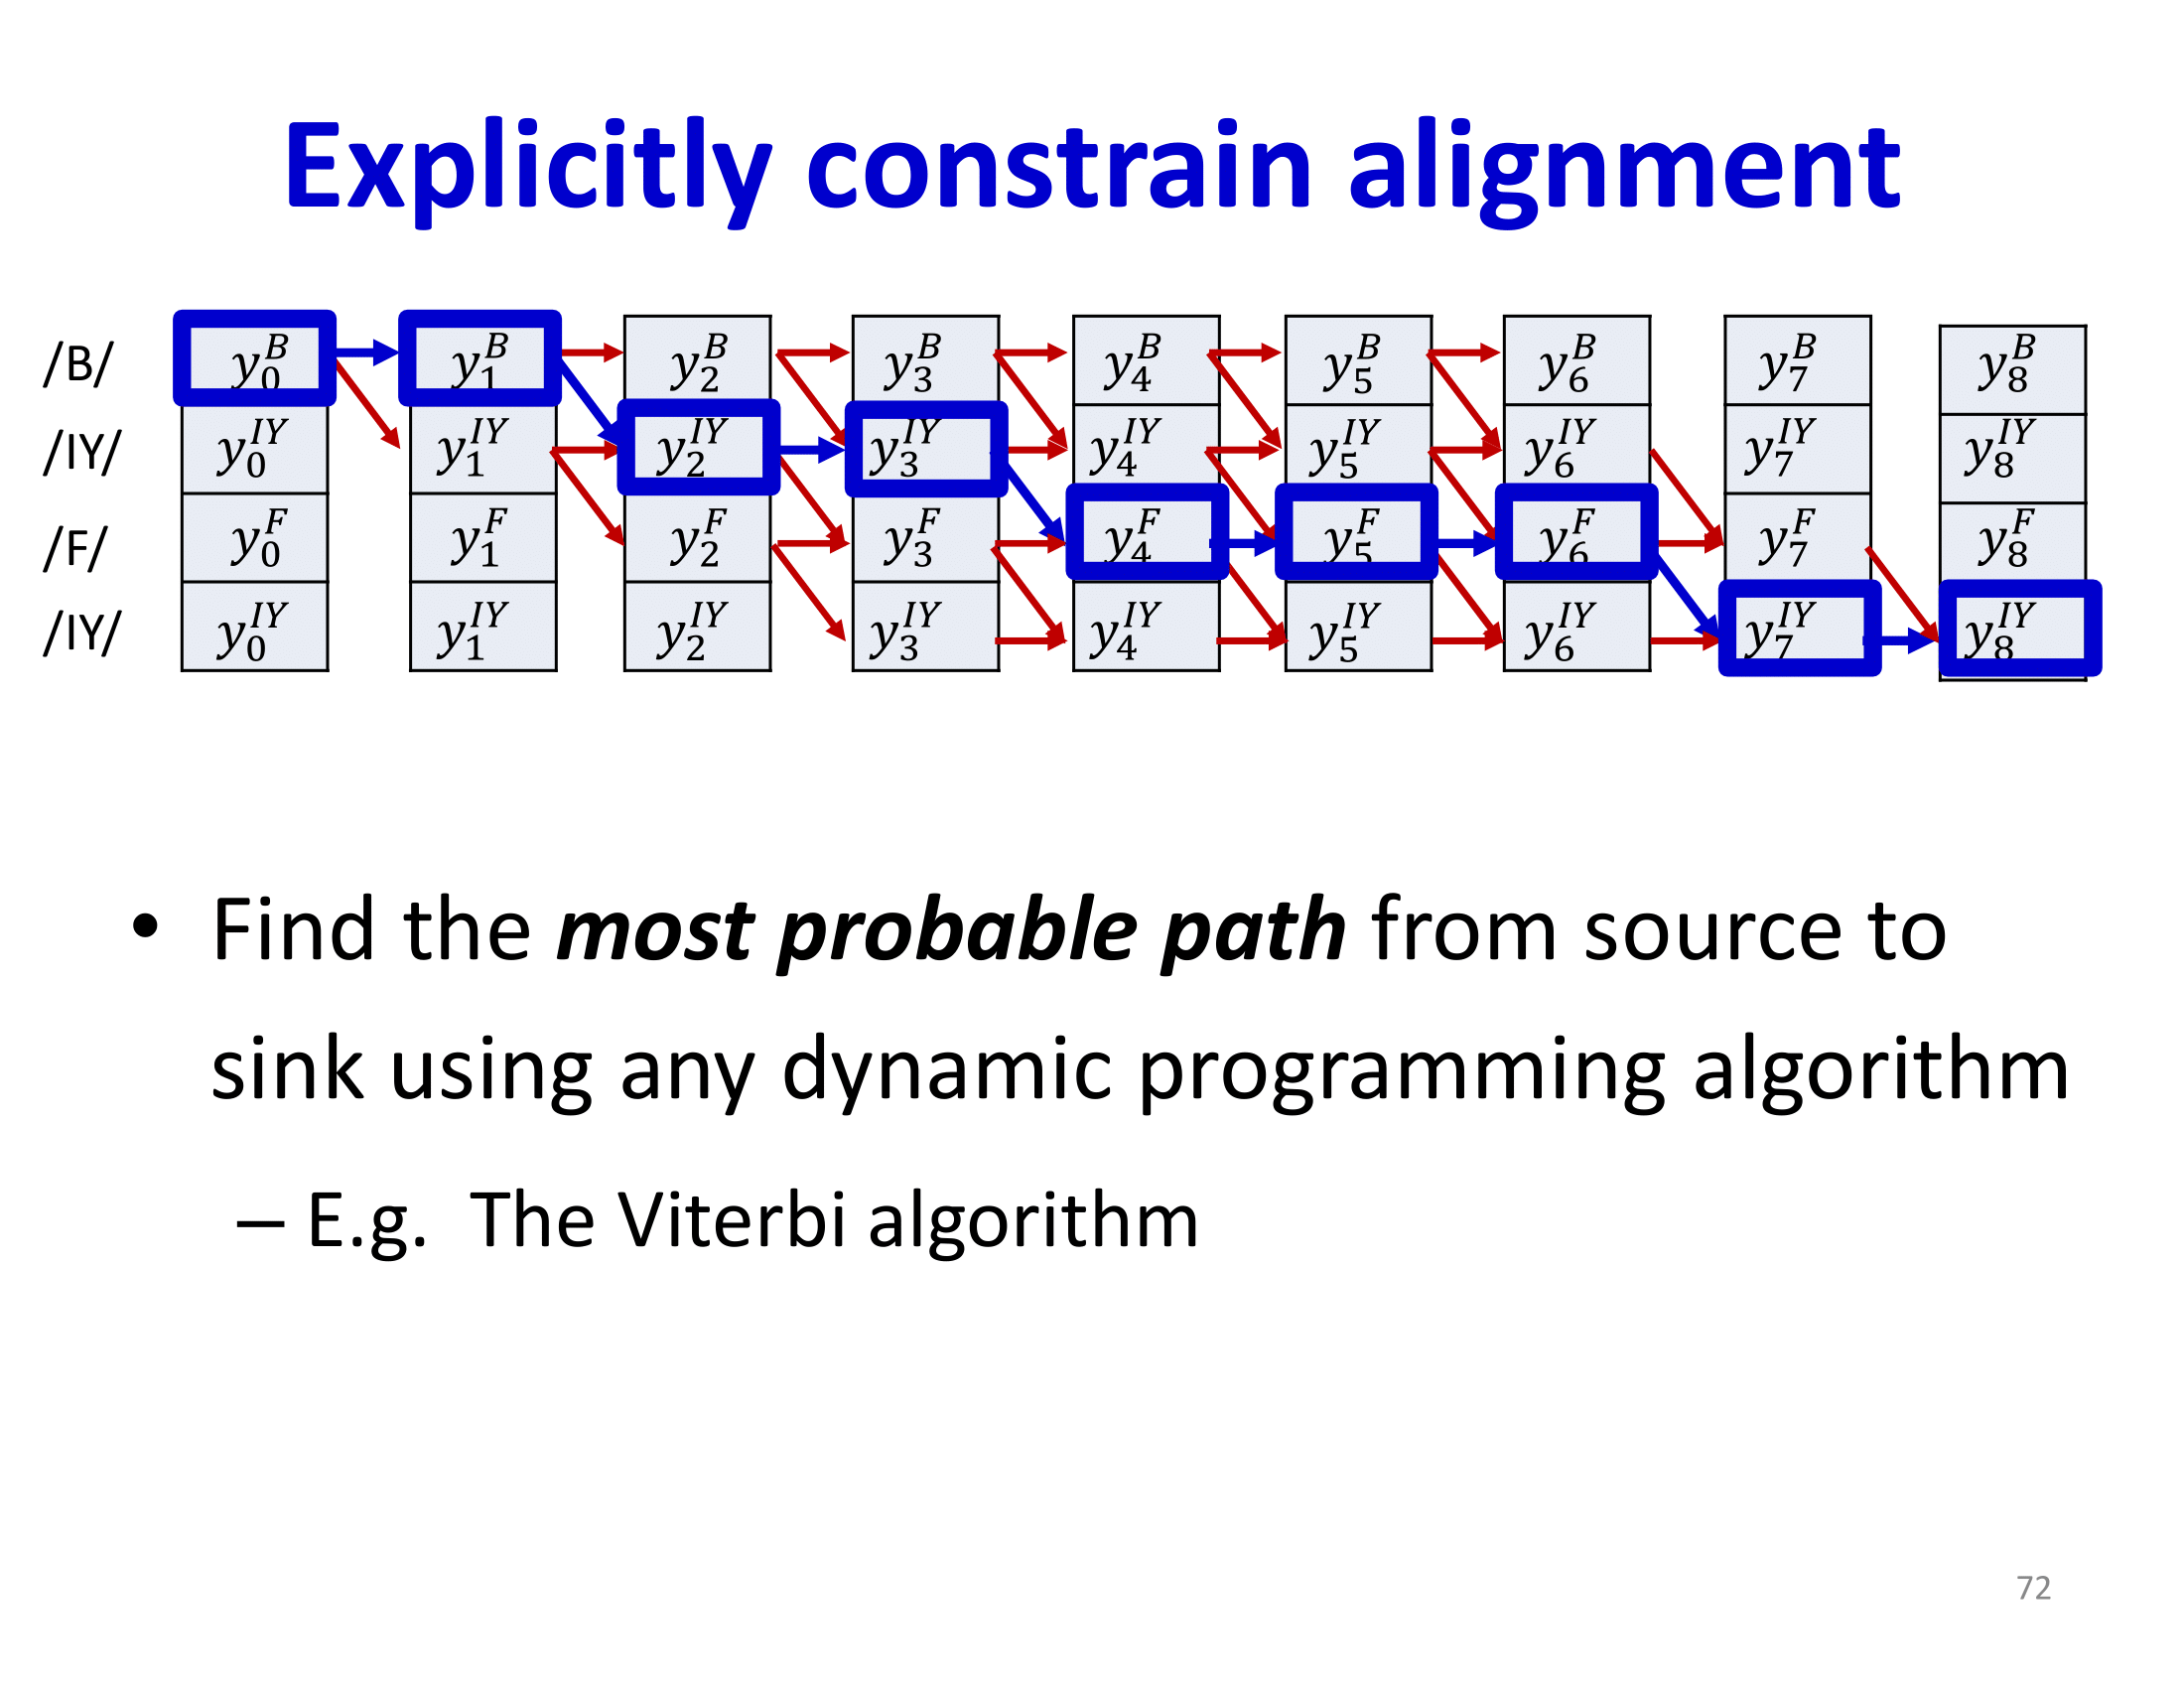 Explicitly constrain alignment
/B/ y_0^B y_1^B y_2^B y_3^B y_4^B y_5^B y_6^B y_7^B y_8^B
/IY/ y_0^{IY} y_1^{IY} y_2^{IY} y_3^{IY} y_4^{IY} y_5^{IY} y_6^{IY} y_7^{IY} y_8^{IY}
/F/ y_0^F y_1^F y_2^F y_3^F y_4^F y_5^F y_6^F y_7^F y_8^F
/IY/ y_0^{IY} y_1^{IY} y_2^{IY} y_3^{IY} y_4^{IY} y_5^{IY} y_6^{IY} y_7^{IY} y_8^{IY}
• Find the most probable path from source to
sink using any dynamic programming algorithm
– E.g. The Viterbi algorithm
72